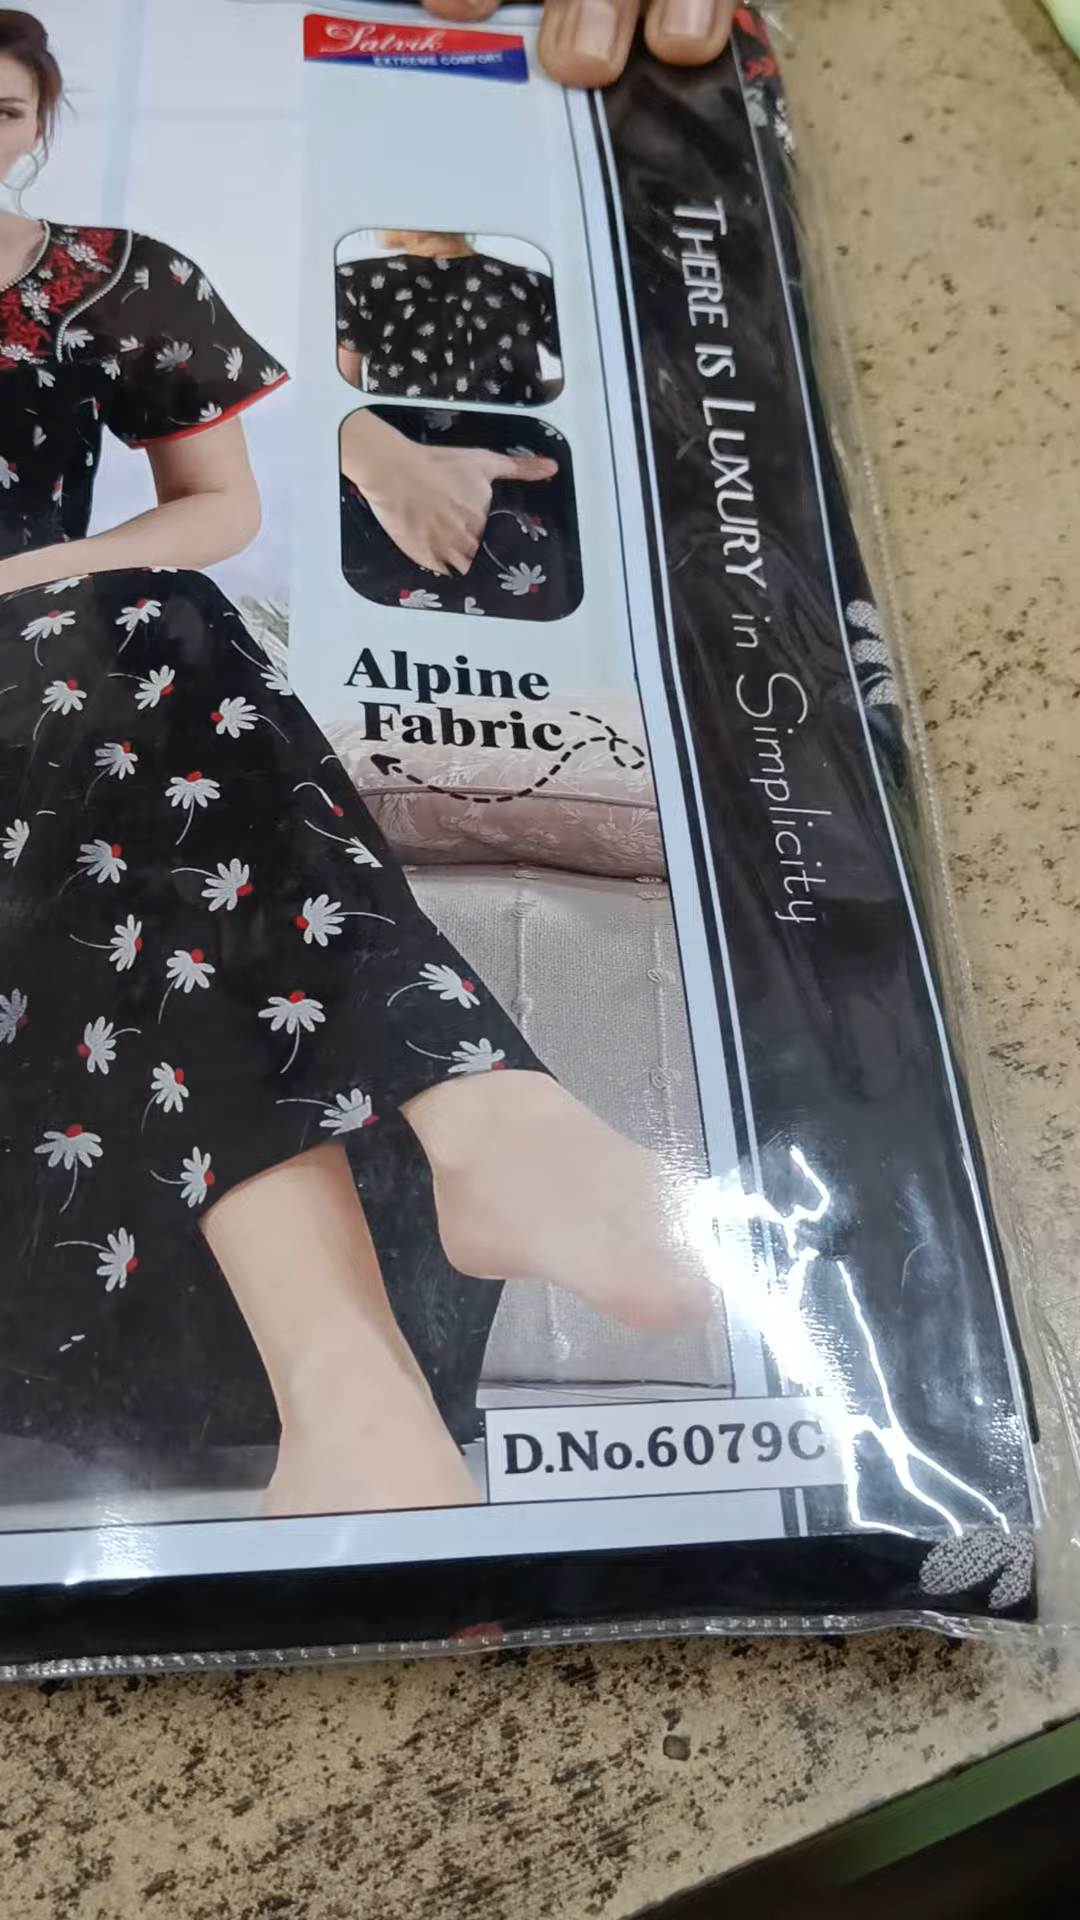 Satvik
EXTREME COMFORT
THERE IS LUXURY in Simplicity
Alpine
Fabric
D.No.6079C